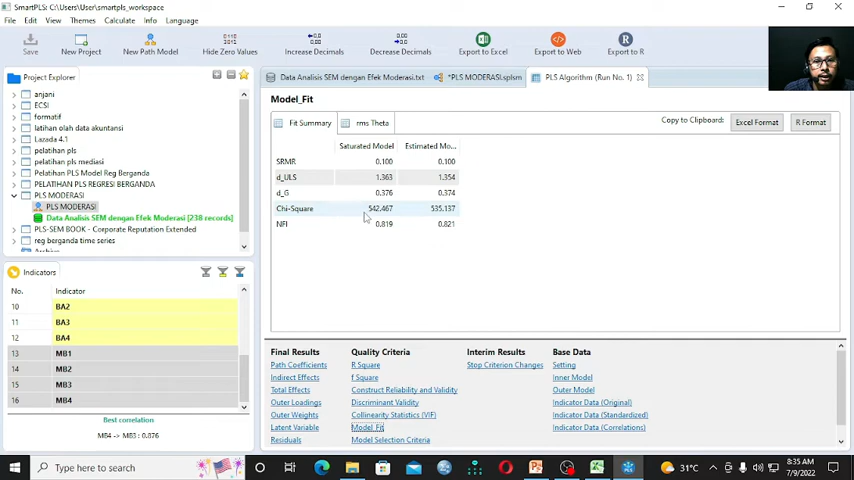 SmartPLS: C:\Users\User\smartpls_workspace
File Edit View Themes Calculate Info Language
Save New Project New Path Model Hide Zero Values Increase Decimals Decrease Decimals Export to Excel Export to Web Export to R
Project Explorer
anjani
ECSI
formatif
latihan olah data akuntansi
Lazada 4.1
pelatihan pls
pelatihan pls mediasi
Pelatihan PLS Model Reg Berganda
PELATIHAN PLS REGRESI BERGANDA
PLS MODERASI
PLS MODERASI
Data Analisis SEM dengan Efek Moderasi [238 records]
PLS-SEM BOOK - Corporate Reputation Extended
reg berganda time series
Archive
Indicators
No. Indicator
10 BA2
11 BA3
12 BA4
13 MB1
14 MB2
15 MB3
16 MB4
Best correlation
MB4 -> MB3 : 0.876
Data Analisis SEM dengan Efek Moderasi.txt *PLS MODERASI.splsm PLS Algorithm (Run No. 1)
Model_Fit
Fit Summary rms Theta
Copy to Clipboard: Excel Format R Format
Saturated Model Estimated Mo...
SRMR 0.100 0.100
d_ULS 1.363 1.354
d_G 0.376 0.374
Chi-Square 542.467 535.137
NFI 0.819 0.821
Final Results Quality Criteria Interim Results Base Data
Path Coefficients R Square Stop Criterion Changes Setting
Indirect Effects f Square Inner Model
Total Effects Construct Reliability and Validity Outer Model
Outer Loadings Discriminant Validity Indicator Data (Original)
Outer Weights Collinearity Statistics (VIF) Indicator Data (Standardized)
Latent Variable Model_Fit Indicator Data (Correlations)
Residuals Model Selection Criteria
Type here to search
31°C
8:35 AM
7/9/2022